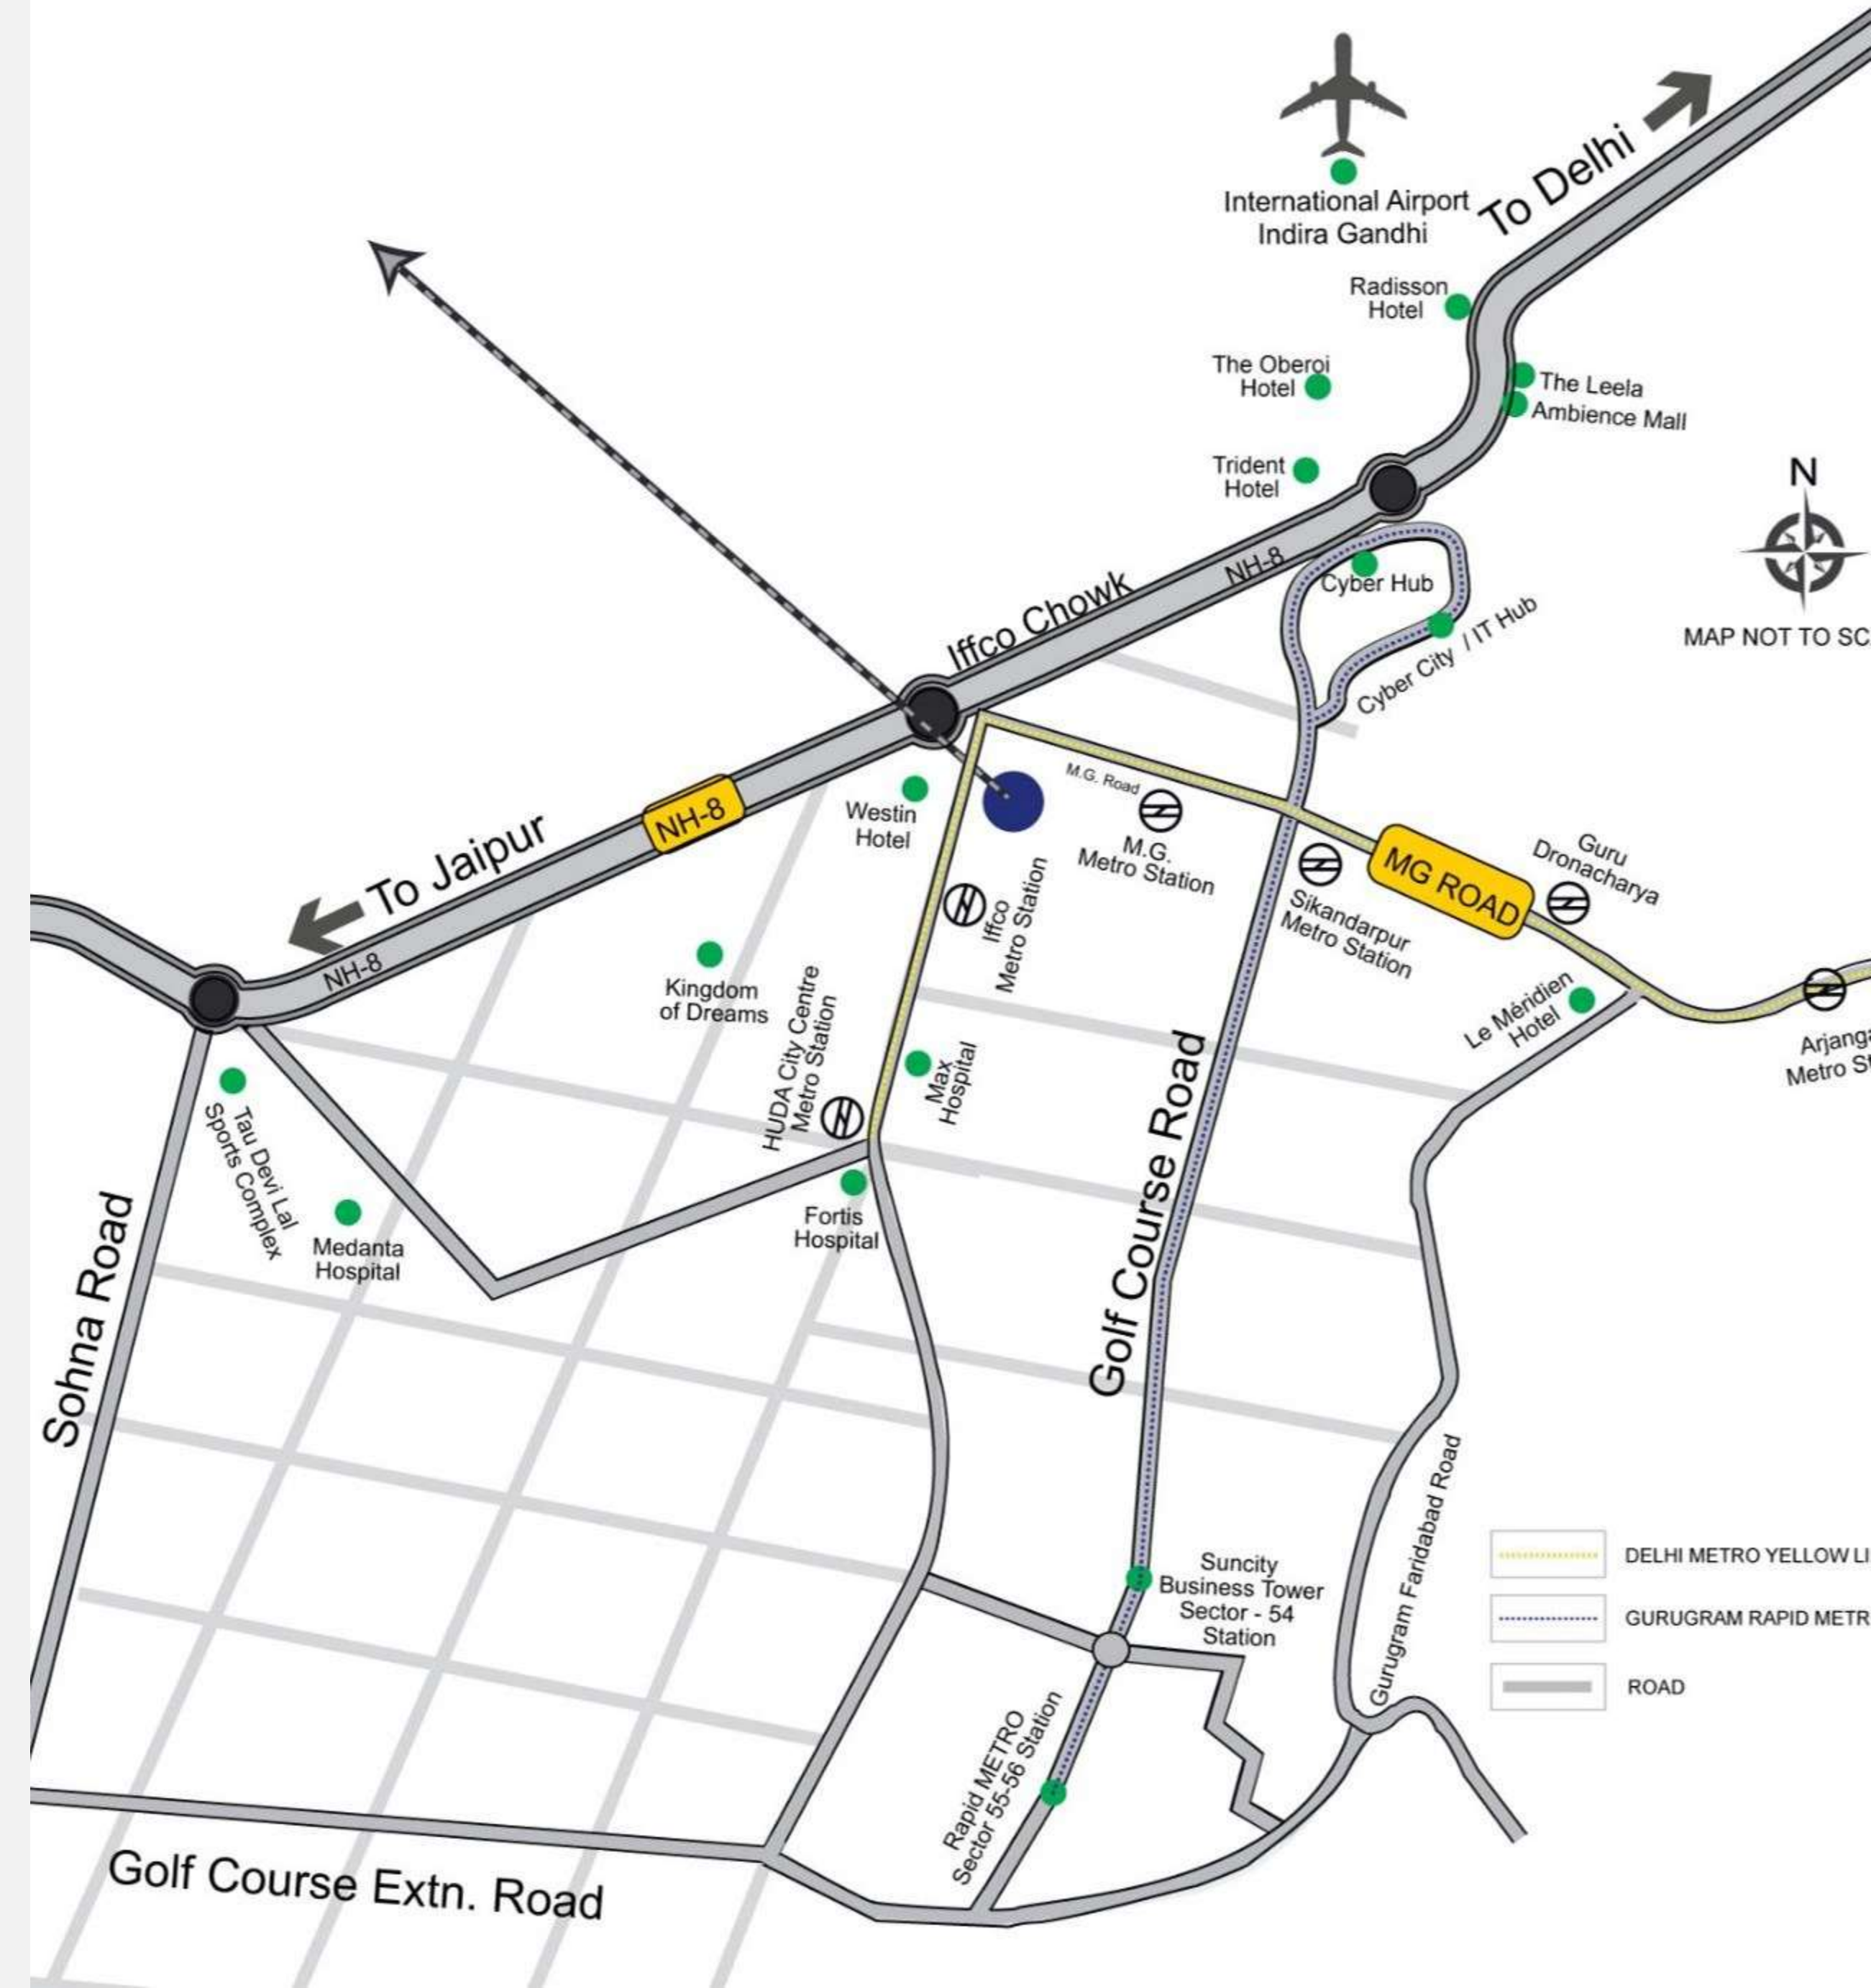 To Delhi
International Airport
Indira Gandhi
Radisson
Hotel
The Oberoi
Hotel
The Leela
Ambience Mall
Trident
Hotel
N
MAP NOT TO SC
NH-8
Cyber Hub
Iffco Chowk
Cyber City / IT Hub
M.G. Road
M.G.
Metro Station
Westin
Hotel
NH-8
To Jaipur
NH-8
Iffco
Metro Station
Sikandarpur
Metro Station
MG ROAD
Guru
Dronacharya
Le Méridien
Hotel
Arjanga
Metro St
Kingdom
of Dreams
HUDA City Centre
Metro Station
Max
Hospital
Golf Course Road
Tau Devi Lal
Sports Complex
Medanta
Hospital
Fortis
Hospital
Sohna Road
Gurugram Faridabad Road
Suncity
Business Tower
Sector - 54
Station
Rapid METRO
Sector 55-56 Station
DELHI METRO YELLOW LI
GURUGRAM RAPID METR
ROAD
Golf Course Extn. Road